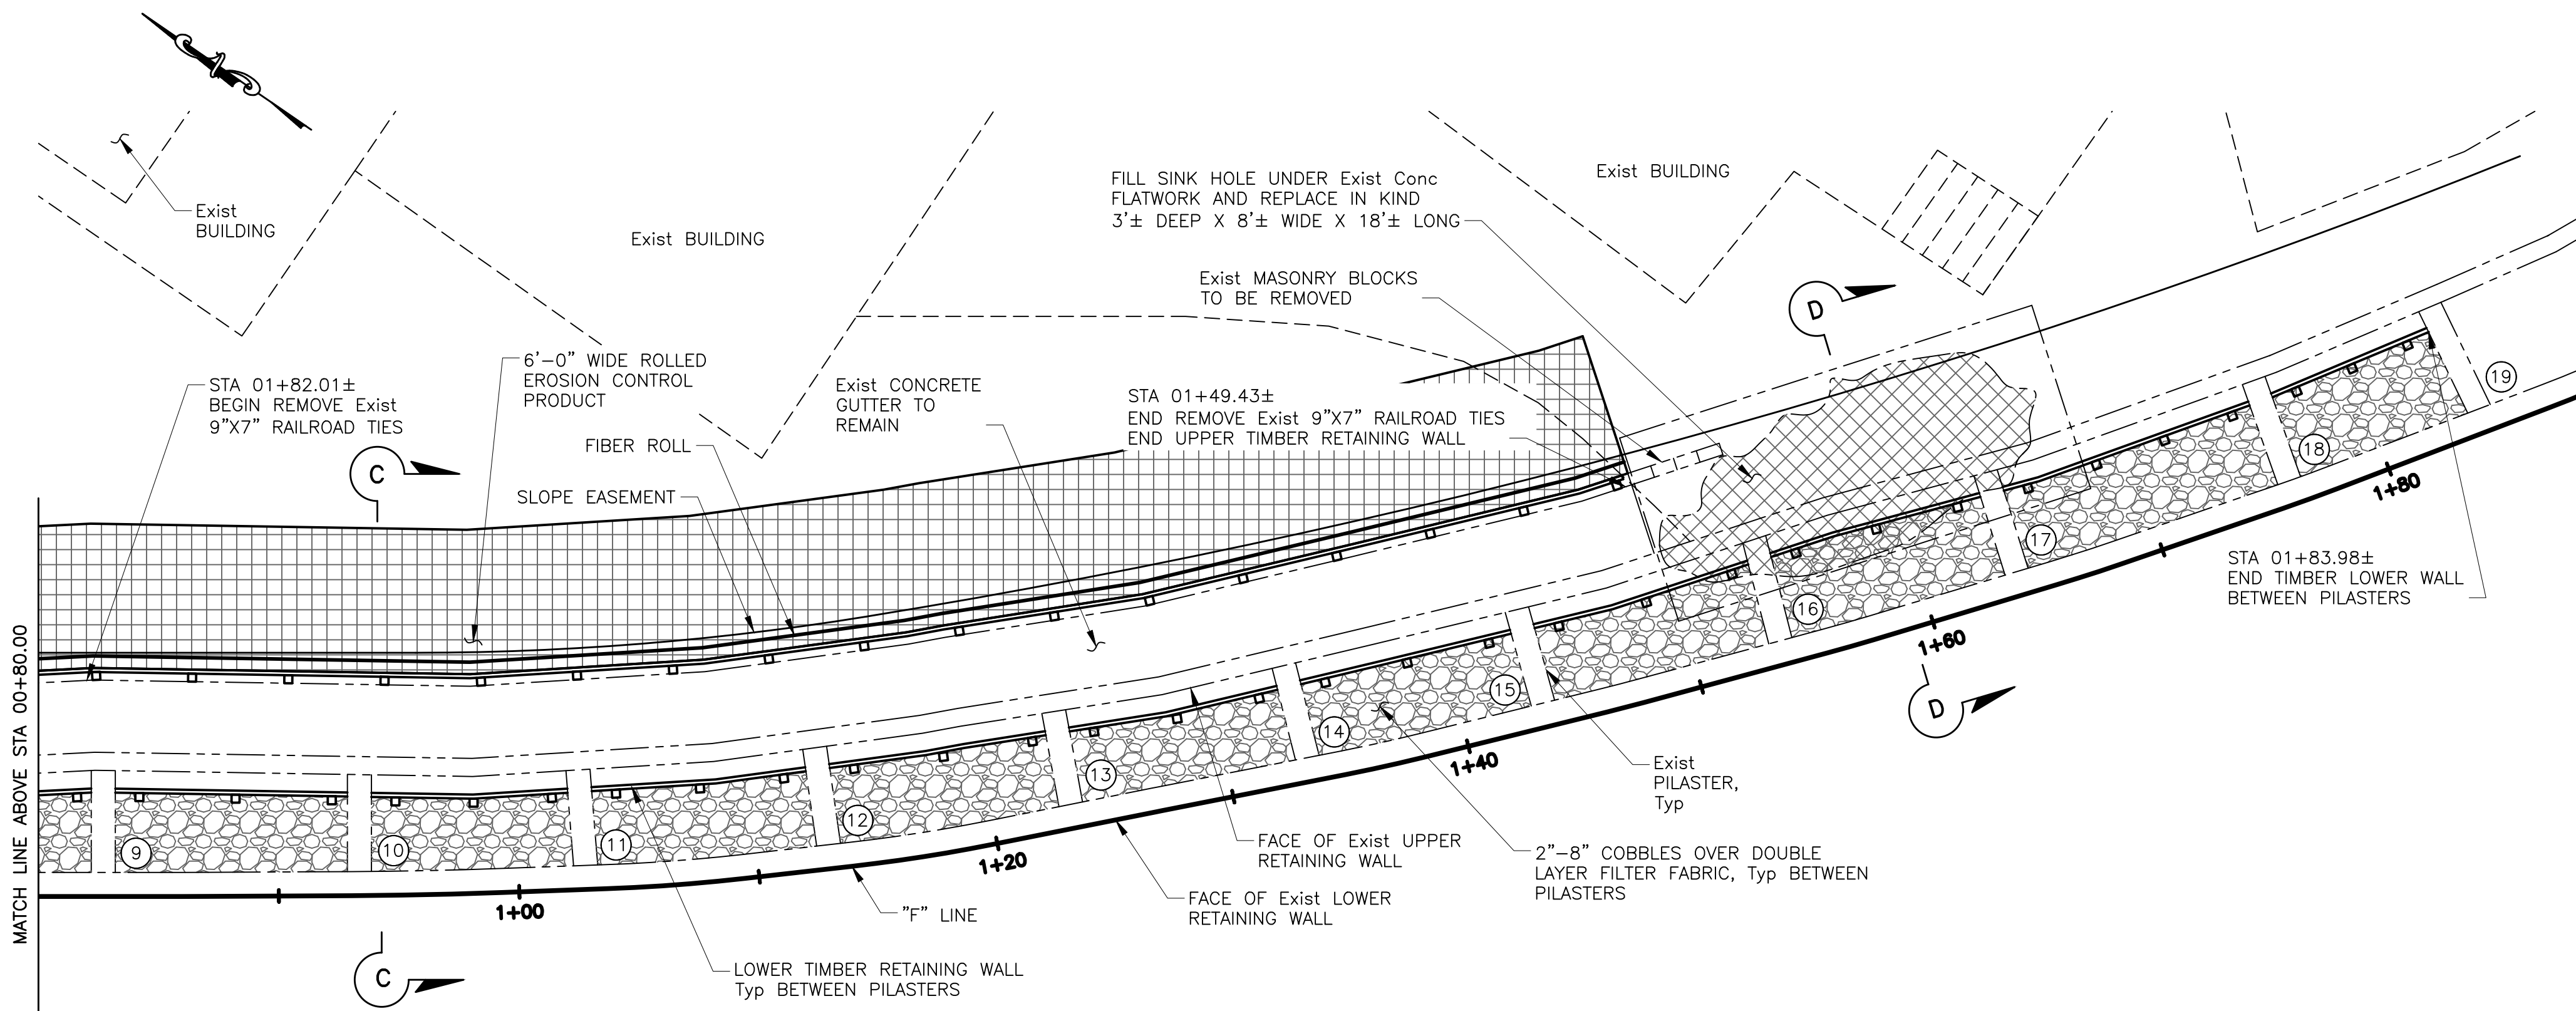 Exist
BUILDING
Exist BUILDING
Exist BUILDING
FILL SINK HOLE UNDER Exist Conc
FLATWORK AND REPLACE IN KIND
3'± DEEP X 8'± WIDE X 18'± LONG
Exist MASONRY BLOCKS
TO BE REMOVED
D
STA 01+82.01±
BEGIN REMOVE Exist
9"X7" RAILROAD TIES
6'-0" WIDE ROLLED
EROSION CONTROL
PRODUCT
Exist CONCRETE
GUTTER TO
REMAIN
STA 01+49.43±
END REMOVE Exist 9"X7" RAILROAD TIES
END UPPER TIMBER RETAINING WALL
FIBER ROLL
SLOPE EASEMENT
C
19
18
1+80
17
STA 01+83.98±
END TIMBER LOWER WALL
BETWEEN PILASTERS
16
1+60
D
15
14
1+40
13
12
11
10
9
MATCH LINE ABOVE STA 00+80.00
Exist
PILASTER,
Typ
1+20
1+00
FACE OF Exist UPPER
RETAINING WALL
2"-8" COBBLES OVER DOUBLE
LAYER FILTER FABRIC, Typ BETWEEN
PILASTERS
FACE OF Exist LOWER
RETAINING WALL
"F" LINE
C
LOWER TIMBER RETAINING WALL
Typ BETWEEN PILASTERS